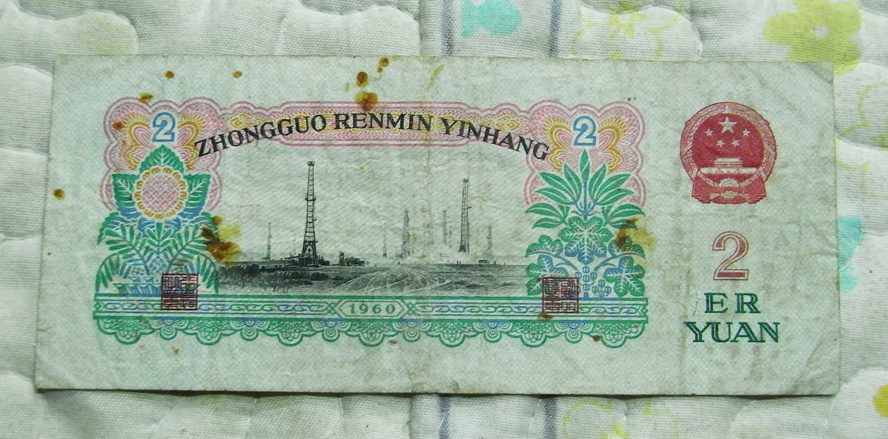 2
2
ZHONGGUO RENMIN YINHANG
2
1960
ER
YUAN